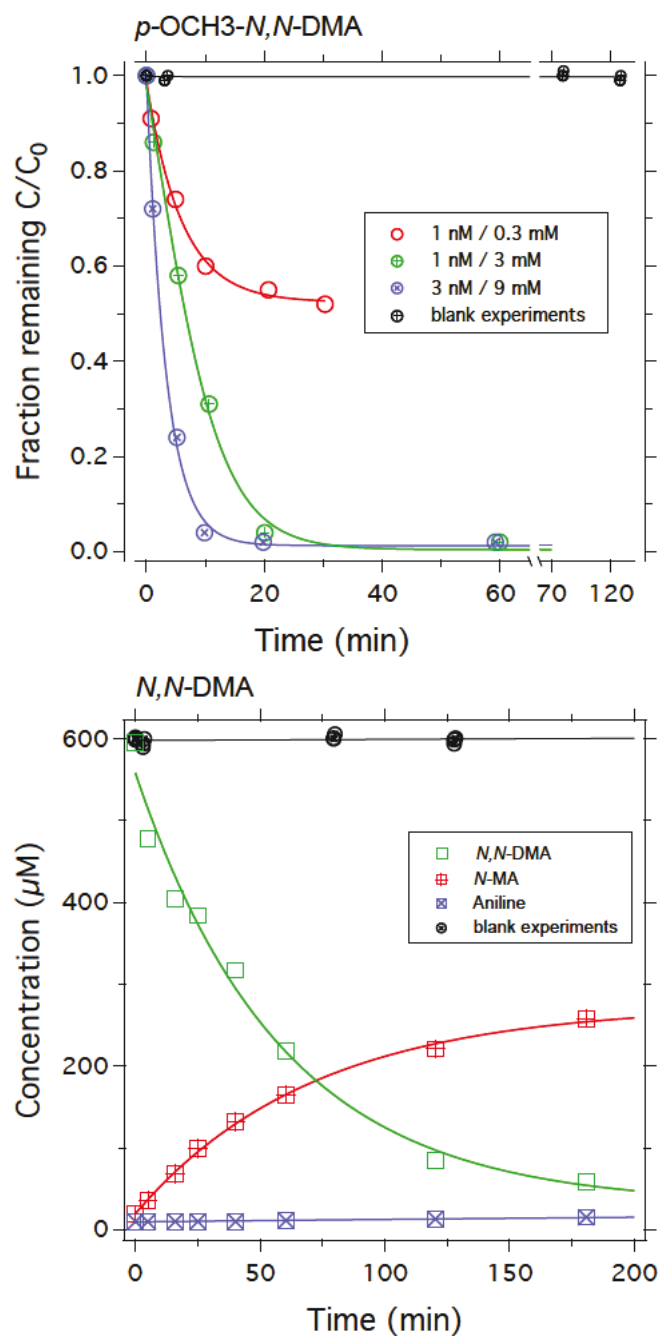 p-OCH3-N,N-DMA
Fraction remaining C/C0
1.0
0.8
0.6
0.4
0.2
0.0
1 nM / 0.3 mM
1 nM / 3 mM
3 nM / 9 mM
blank experiments
0 20 40 60 70 120
Time (min)
N,N-DMA
Concentration (µM)
600
400
200
0
N,N-DMA
N-MA
Aniline
blank experiments
0 50 100 150 200
Time (min)